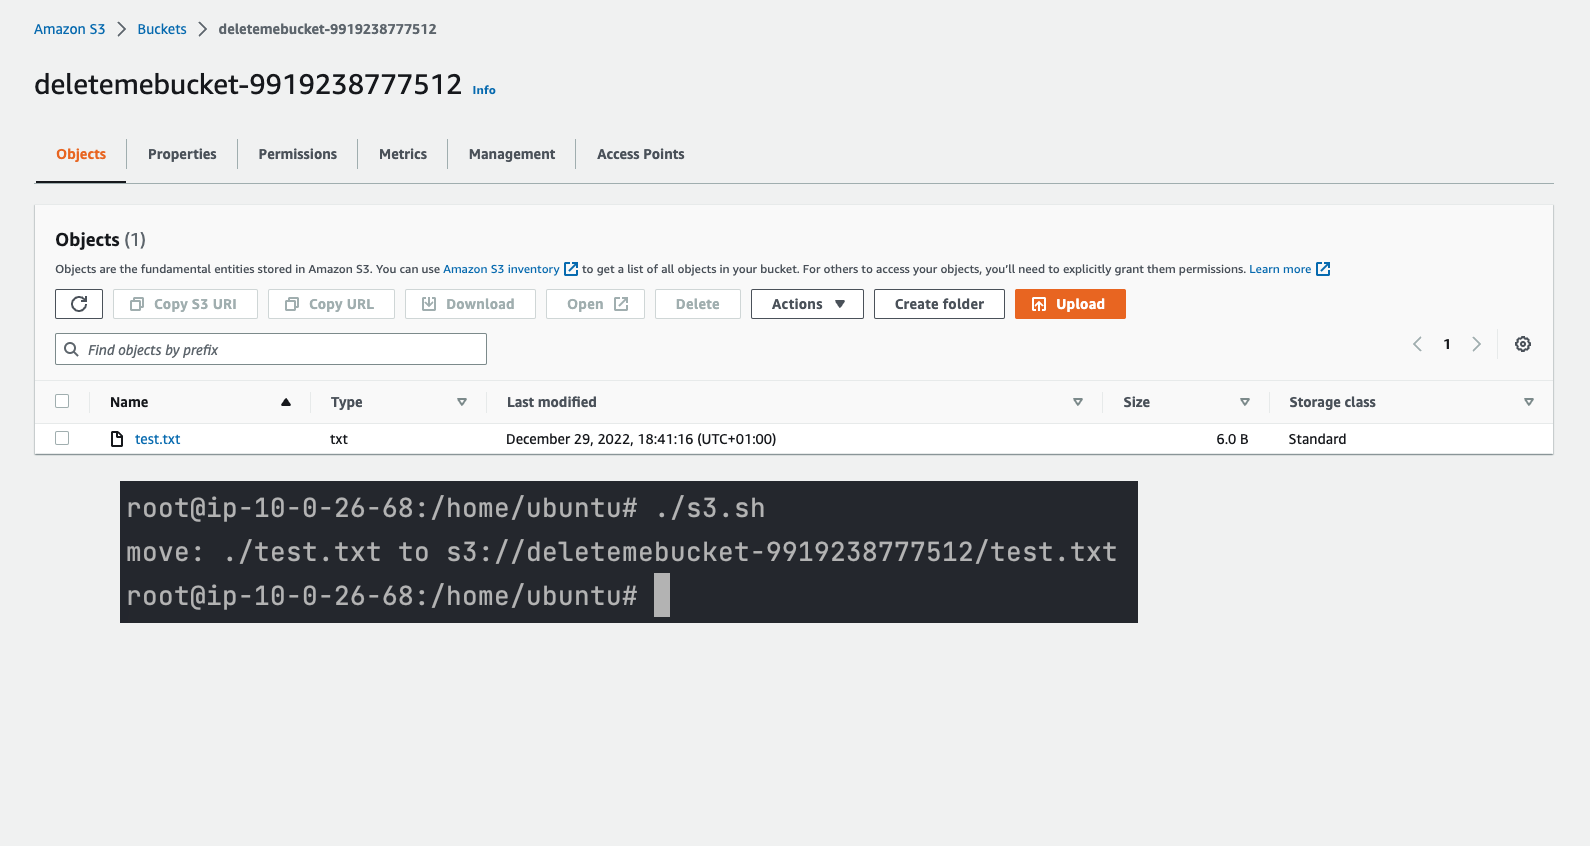 Amazon S3 > Buckets > deletemebucket-9919238777512
deletemebucket-9919238777512 Info
Objects Properties Permissions Metrics Management Access Points
Objects (1)
Objects are the fundamental entities stored in Amazon S3. You can use Amazon S3 inventory to get a list of all objects in your bucket. For others to access your objects, you'll need to explicitly grant them permissions. Learn more
Copy S3 URI Copy URL Download Open Delete Actions Create folder Upload
Find objects by prefix
1
Name Type Last modified Size Storage class
test.txt txt December 29, 2022, 18:41:16 (UTC+01:00) 6.0 B Standard
root@ip-10-0-26-68:/home/ubuntu# ./s3.sh
move: ./test.txt to s3://deletemebucket-9919238777512/test.txt
root@ip-10-0-26-68:/home/ubuntu#